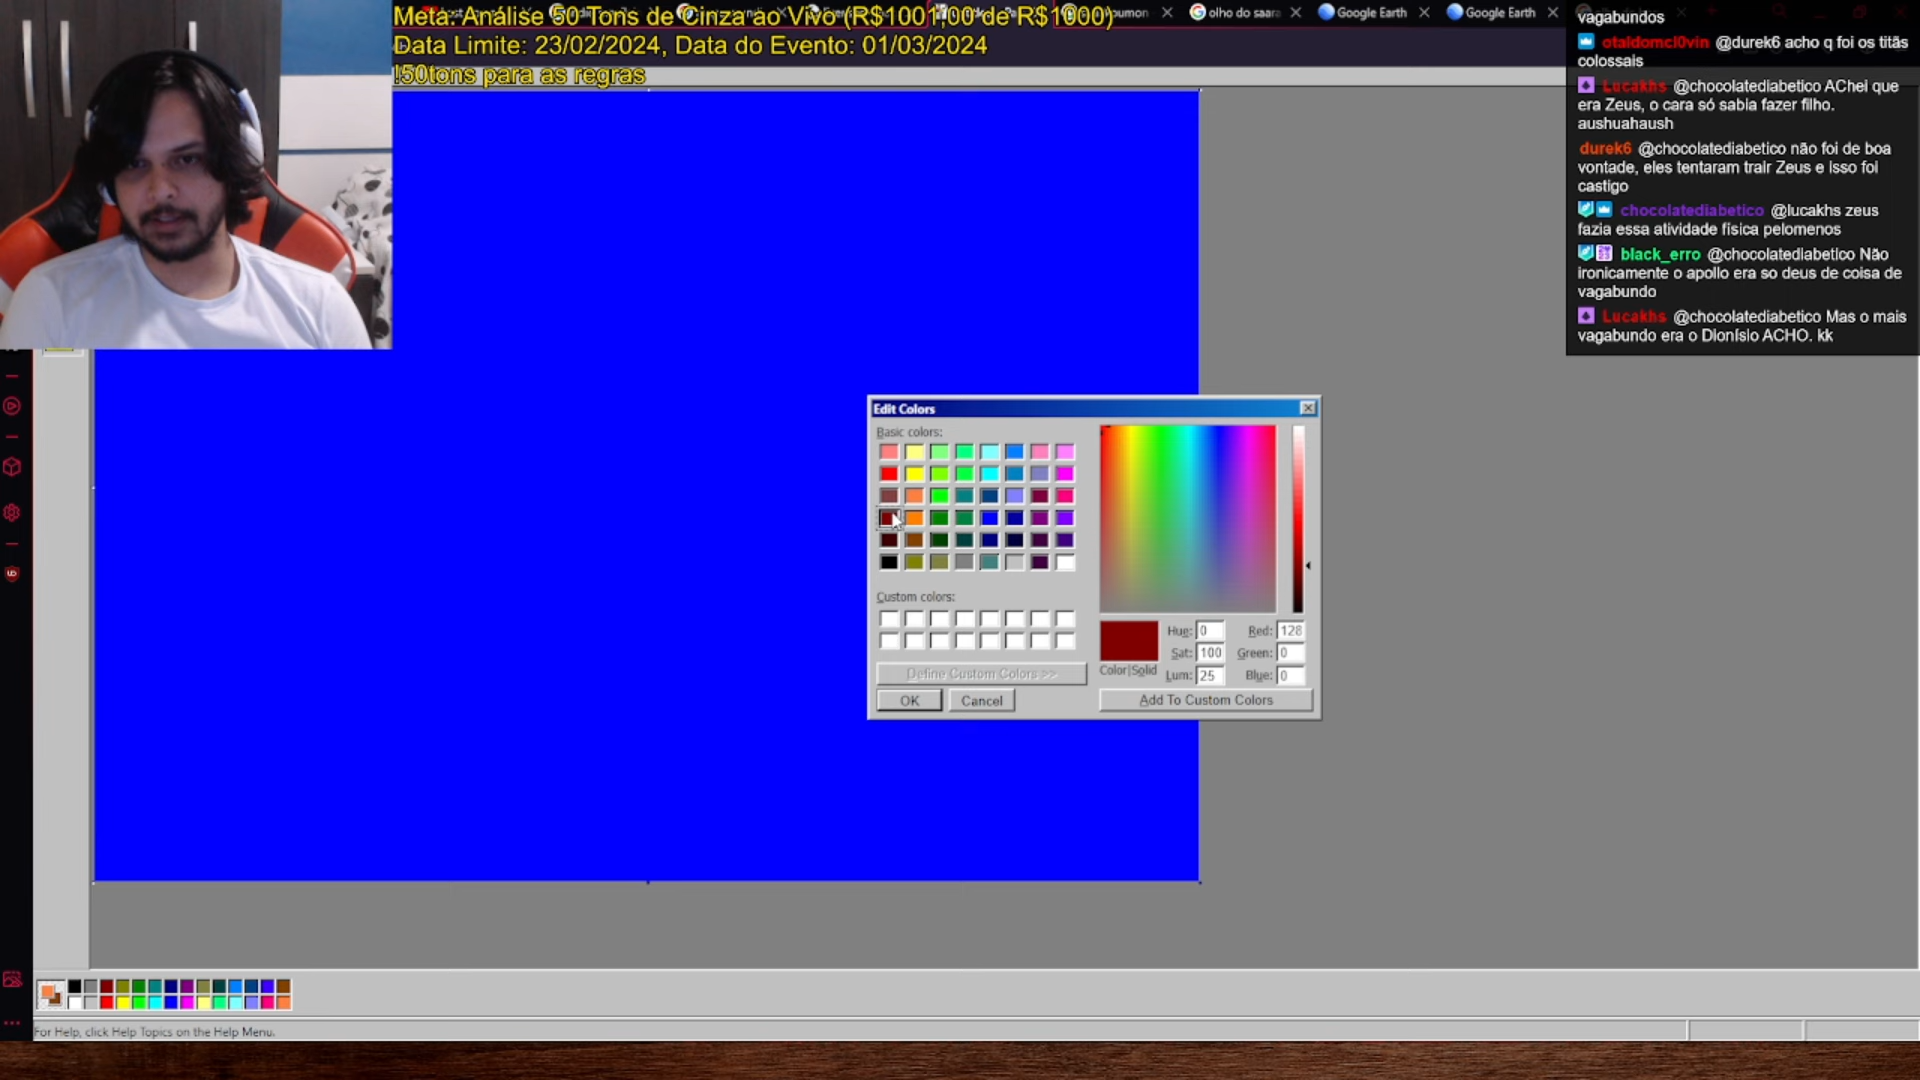 Meta: Análise 50 Tons de Cinza ao Vivo (R$1001,00 de R$1000)
Data Limite: 23/02/2024, Data do Evento: 01/03/2024
!50tons para as regras
olho do saara
Google Earth
Google Earth
vagabundos
otaldomcl0vin @durek6 acho q foi os titãs
colossais
Lucakhs @chocolatediabetico AChei que
era Zeus, o cara só sabia fazer filho.
aushuahaush
durek6 @chocolatediabetico não foi de boa
vontade, eles tentaram trair Zeus e isso foi
castigo
chocolatediabetico @lucakhs zeus
fazia essa atividade física pelomenos
black_erro @chocolatediabetico Não
ironicamente o apollo era so deus de coisa de
vagabundo
Lucakhs @chocolatediabetico Mas o mais
vagabundo era o Dionísio ACHO. kk
Edit Colors
Basic colors:
Custom colors:
Define Custom Colors >>
OK
Cancel
Hue: 0
Red: 128
Sat: 100
Green: 0
Color|Solid
Lum: 25
Blue: 0
Add To Custom Colors
For Help, click Help Topics on the Help Menu.